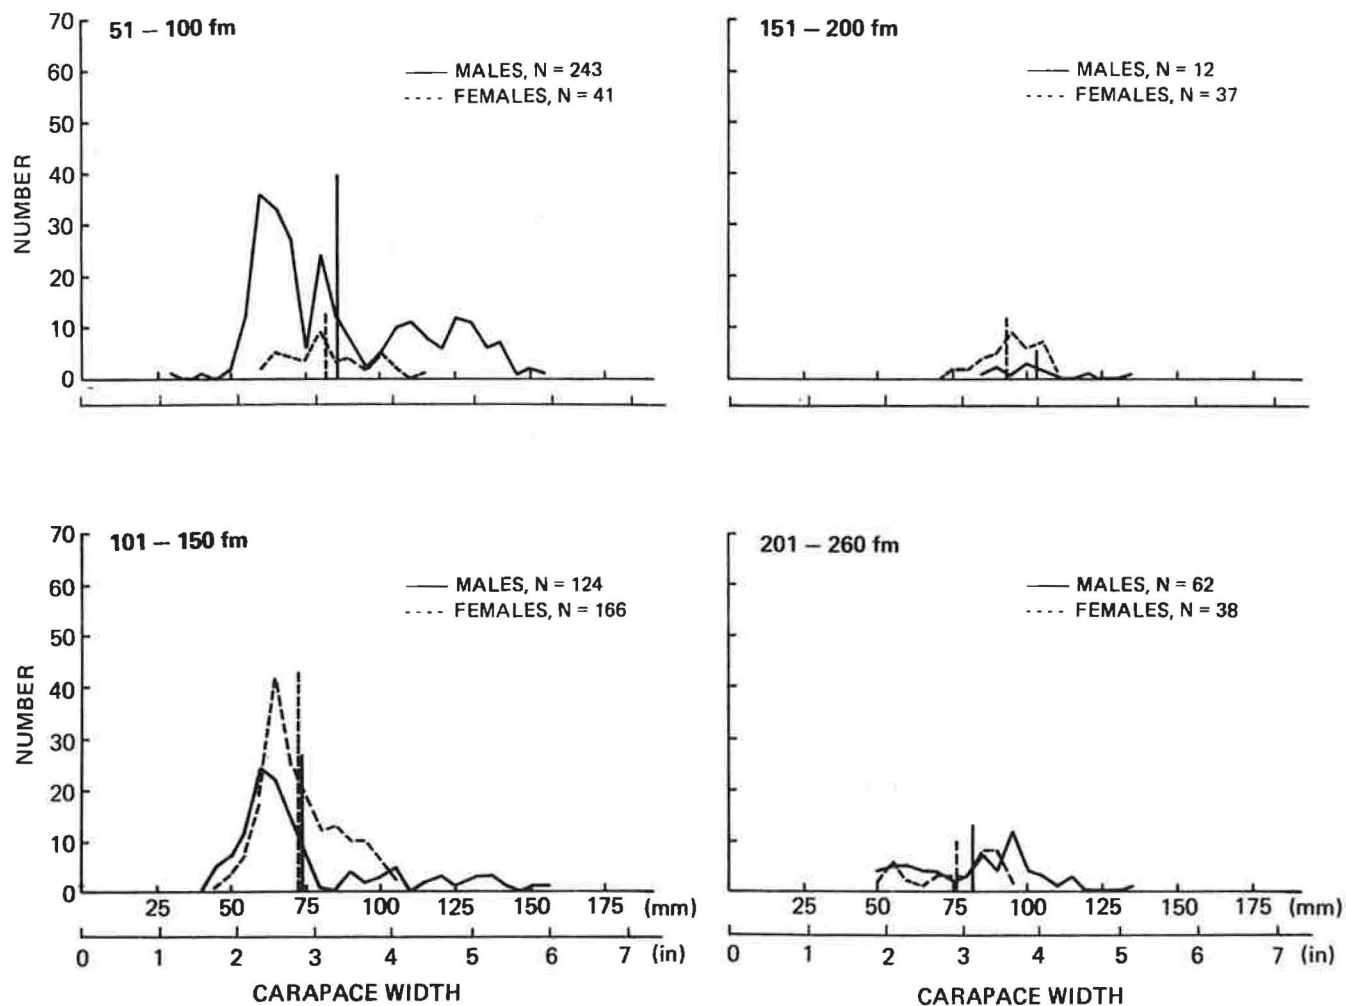 51 – 100 fm
MALES, N = 243
FEMALES, N = 41
NUMBER
70
60
50
40
30
20
10
0
151 – 200 fm
MALES, N = 12
FEMALES, N = 37
101 – 150 fm
MALES, N = 124
FEMALES, N = 166
NUMBER
70
60
50
40
30
20
10
0
25 50 75 100 125 150 175 (mm)
0 1 2 3 4 5 6 7 (in)
CARAPACE WIDTH
201 – 260 fm
MALES, N = 62
FEMALES, N = 38
25 50 75 100 125 150 175 (mm)
0 1 2 3 4 5 6 7 (in)
CARAPACE WIDTH